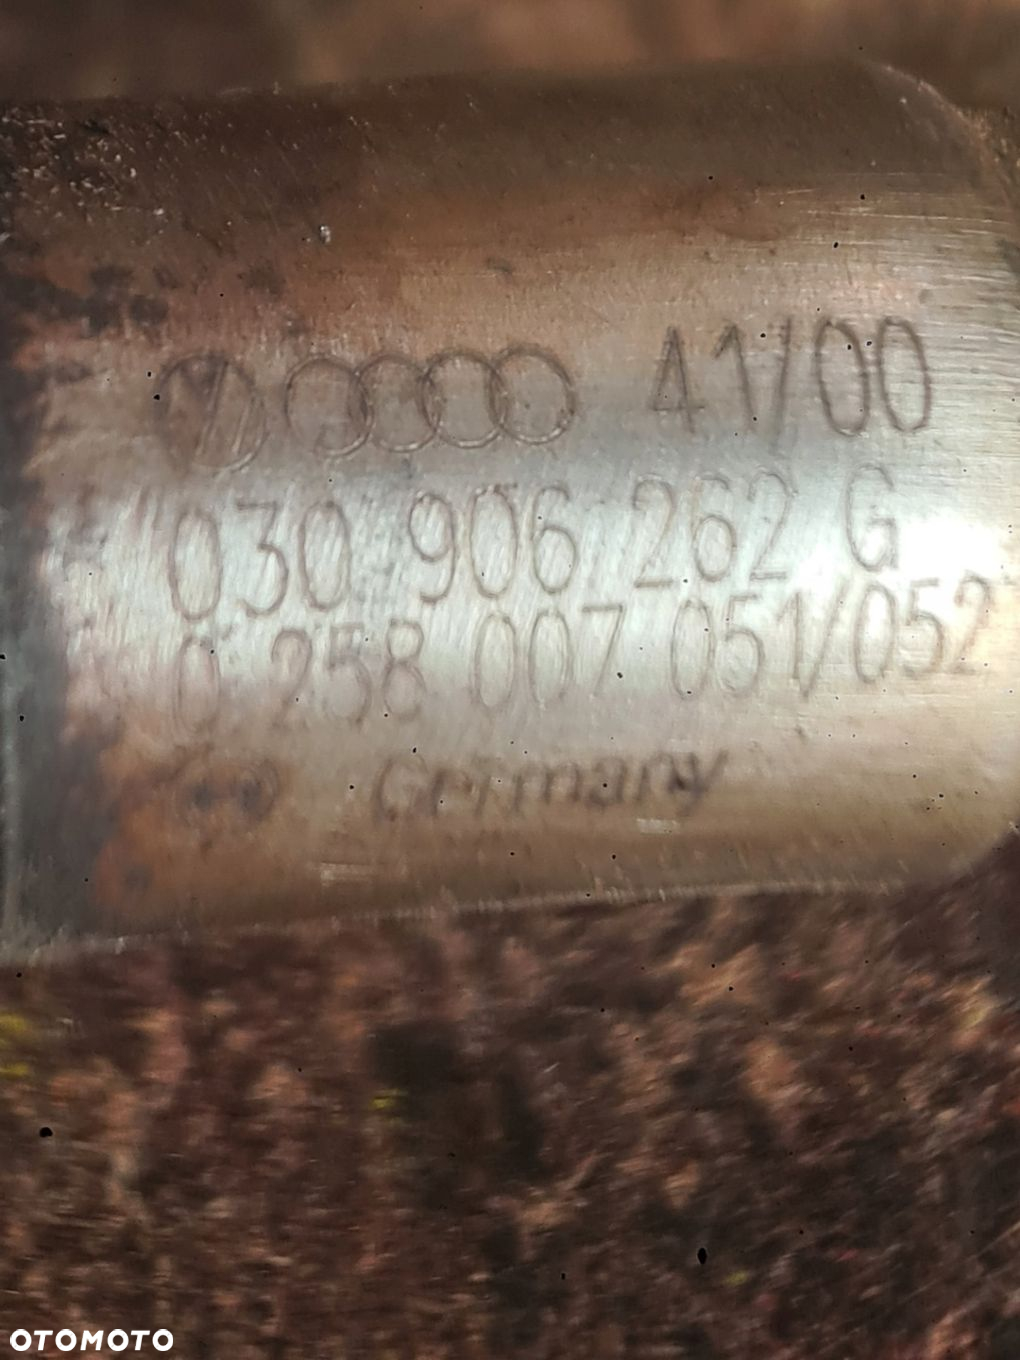 41/00
030 906 262 G
0 258 007 051/052
Germany
OTOMOTO